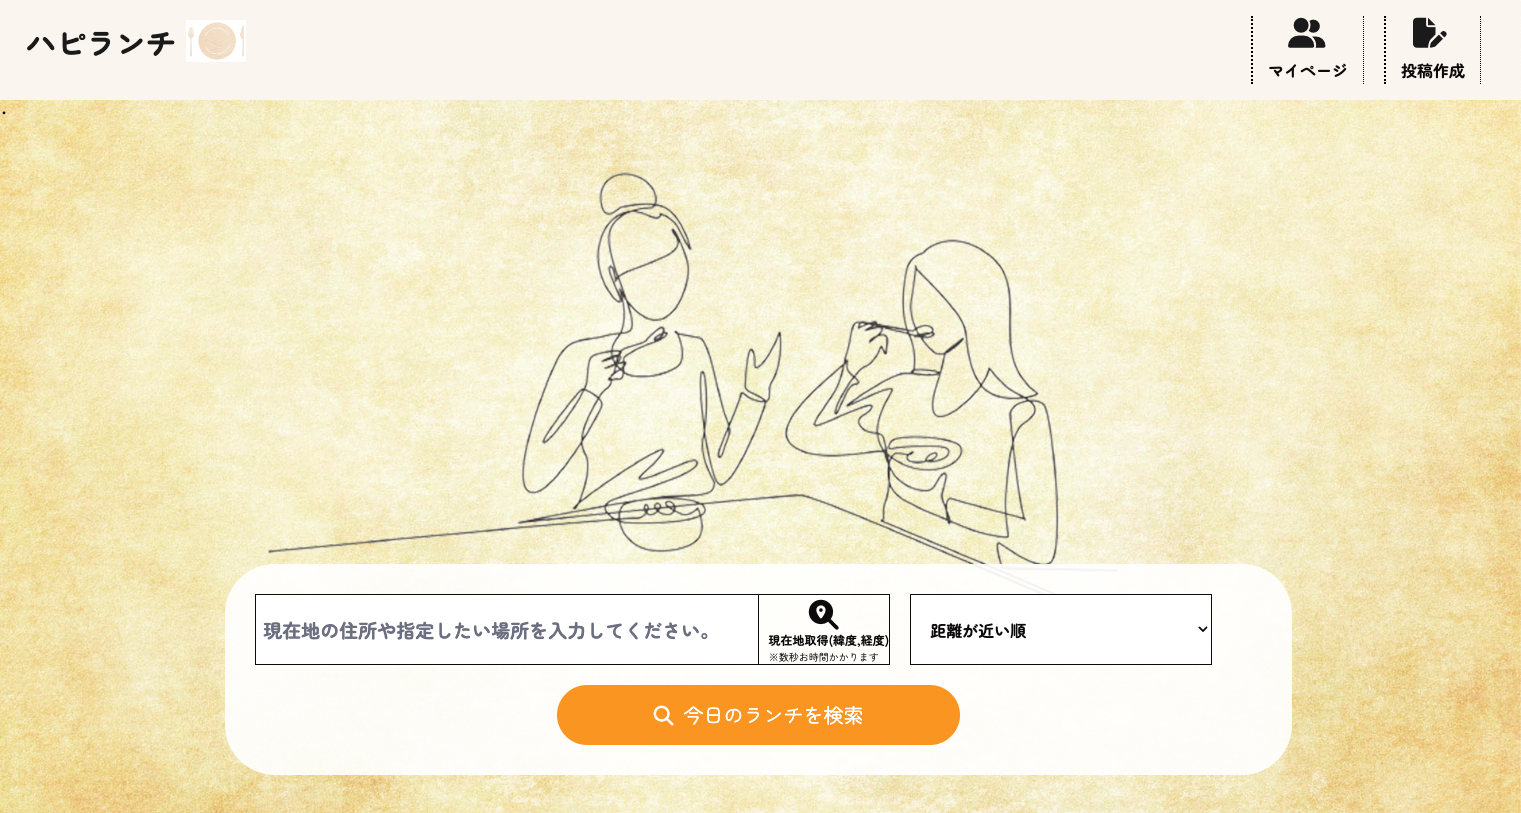 ハピランチ
マイページ
投稿作成
現在地の住所や指定したい場所を入力してください。
現在地取得(緯度,経度)
※数秒お時間かかります
距離が近い順
今日のランチを検索